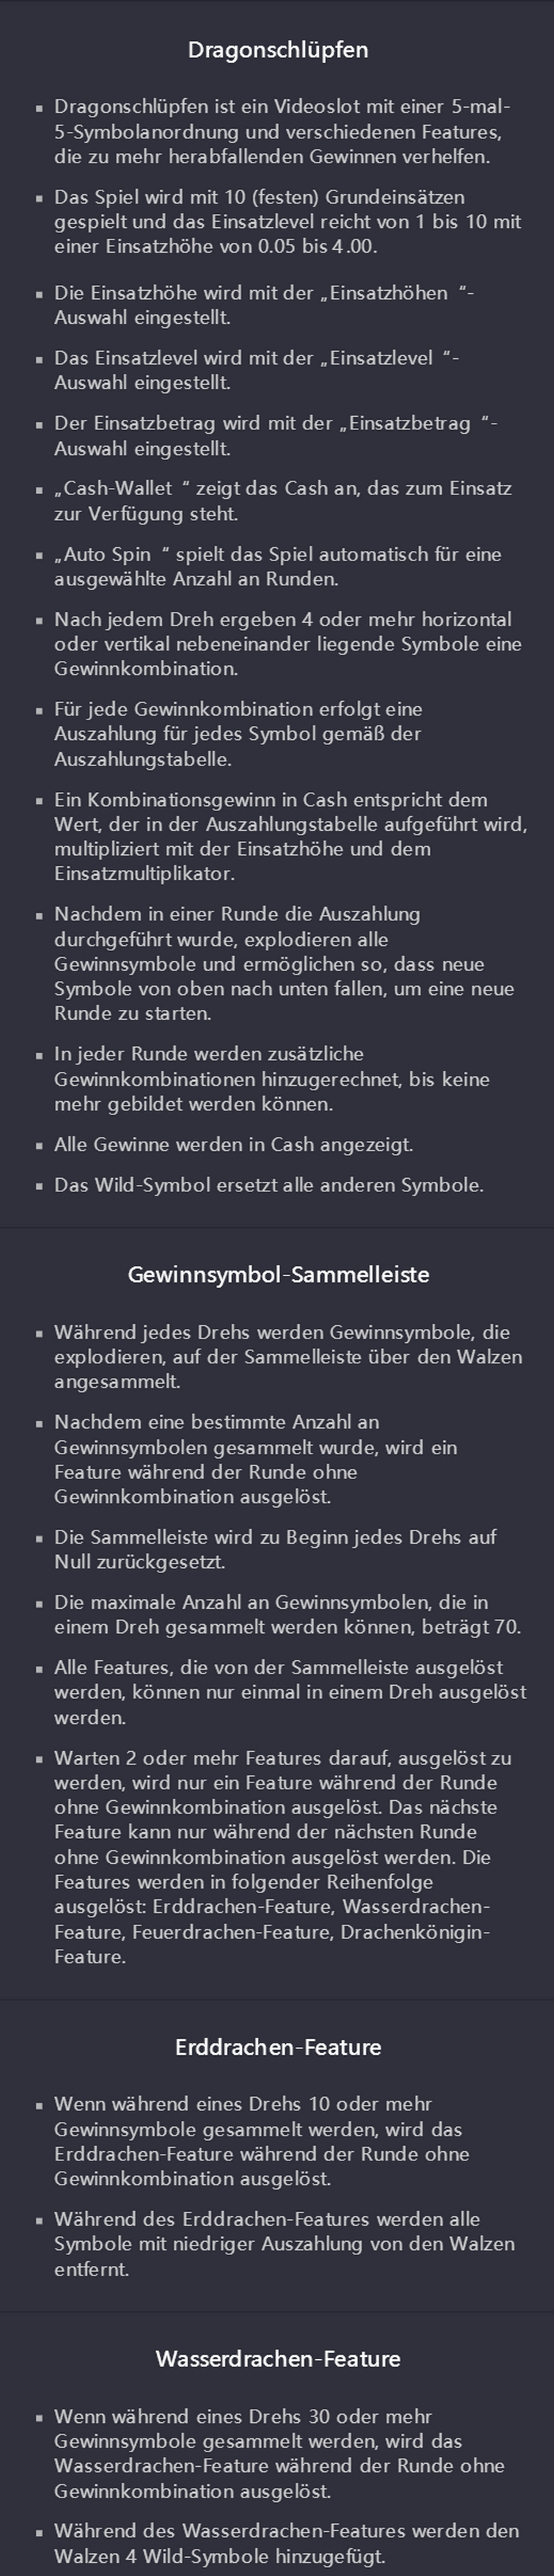 Dragonschlüpfen
▪ Dragonschlüpfen ist ein Videoslot mit einer 5-mal-
5-Symbolanordnung und verschiedenen Features,
die zu mehr herabfallenden Gewinnen verhelfen.
▪ Das Spiel wird mit 10 (festen) Grundeinsätzen
gespielt und das Einsatzlevel reicht von 1 bis 10 mit
einer Einsatzhöhe von 0.05 bis 4.00.
▪ Die Einsatzhöhe wird mit der „Einsatzhöhen “-
Auswahl eingestellt.
▪ Das Einsatzlevel wird mit der „Einsatzlevel “-
Auswahl eingestellt.
▪ Der Einsatzbetrag wird mit der „Einsatzbetrag “-
Auswahl eingestellt.
▪ „Cash-Wallet “ zeigt das Cash an, das zum Einsatz
zur Verfügung steht.
▪ „Auto Spin “ spielt das Spiel automatisch für eine
ausgewählte Anzahl an Runden.
▪ Nach jedem Dreh ergeben 4 oder mehr horizontal
oder vertikal nebeneinander liegende Symbole eine
Gewinnkombination.
▪ Für jede Gewinnkombination erfolgt eine
Auszahlung für jedes Symbol gemäß der
Auszahlungstabelle.
▪ Ein Kombinationsgewinn in Cash entspricht dem
Wert, der in der Auszahlungstabelle aufgeführt wird,
multipliziert mit der Einsatzhöhe und dem
Einsatzmultiplikator.
▪ Nachdem in einer Runde die Auszahlung
durchgeführt wurde, explodieren alle
Gewinnsymbole und ermöglichen so, dass neue
Symbole von oben nach unten fallen, um eine neue
Runde zu starten.
▪ In jeder Runde werden zusätzliche
Gewinnkombinationen hinzugerechnet, bis keine
mehr gebildet werden können.
▪ Alle Gewinne werden in Cash angezeigt.
▪ Das Wild-Symbol ersetzt alle anderen Symbole.
Gewinnsymbol-Sammelleiste
▪ Während jedes Drehs werden Gewinnsymbole, die
explodieren, auf der Sammelleiste über den Walzen
angesammelt.
▪ Nachdem eine bestimmte Anzahl an
Gewinnsymbolen gesammelt wurde, wird ein
Feature während der Runde ohne
Gewinnkombination ausgelöst.
▪ Die Sammelleiste wird zu Beginn jedes Drehs auf
Null zurückgesetzt.
▪ Die maximale Anzahl an Gewinnsymbolen, die in
einem Dreh gesammelt werden können, beträgt 70.
▪ Alle Features, die von der Sammelleiste ausgelöst
werden, können nur einmal in einem Dreh ausgelöst
werden.
▪ Warten 2 oder mehr Features darauf, ausgelöst zu
werden, wird nur ein Feature während der Runde
ohne Gewinnkombination ausgelöst. Das nächste
Feature kann nur während der nächsten Runde
ohne Gewinnkombination ausgelöst werden. Die
Features werden in folgender Reihenfolge
ausgelöst: Erddrachen-Feature, Wasserdrachen-
Feature, Feuerdrachen-Feature, Drachenkönigin-
Feature.
Erddrachen-Feature
▪ Wenn während eines Drehs 10 oder mehr
Gewinnsymbole gesammelt werden, wird das
Erddrachen-Feature während der Runde ohne
Gewinnkombination ausgelöst.
▪ Während des Erddrachen-Features werden alle
Symbole mit niedriger Auszahlung von den Walzen
entfernt.
Wasserdrachen-Feature
▪ Wenn während eines Drehs 30 oder mehr
Gewinnsymbole gesammelt werden, wird das
Wasserdrachen-Feature während der Runde ohne
Gewinnkombination ausgelöst.
▪ Während des Wasserdrachen-Features werden den
Walzen 4 Wild-Symbole hinzugefügt.